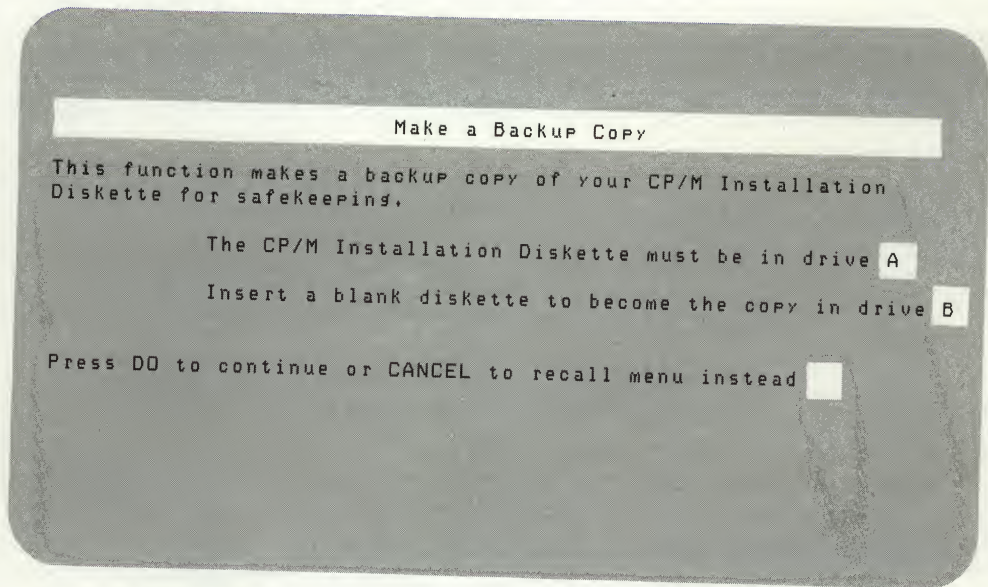 Make a Backup Copy
This function makes a backup copy of your CP/M Installation
Diskette for safekeeping.
The CP/M Installation Diskette must be in drive A
Insert a blank diskette to become the copy in drive B
Press DO to continue or CANCEL to recall menu instead